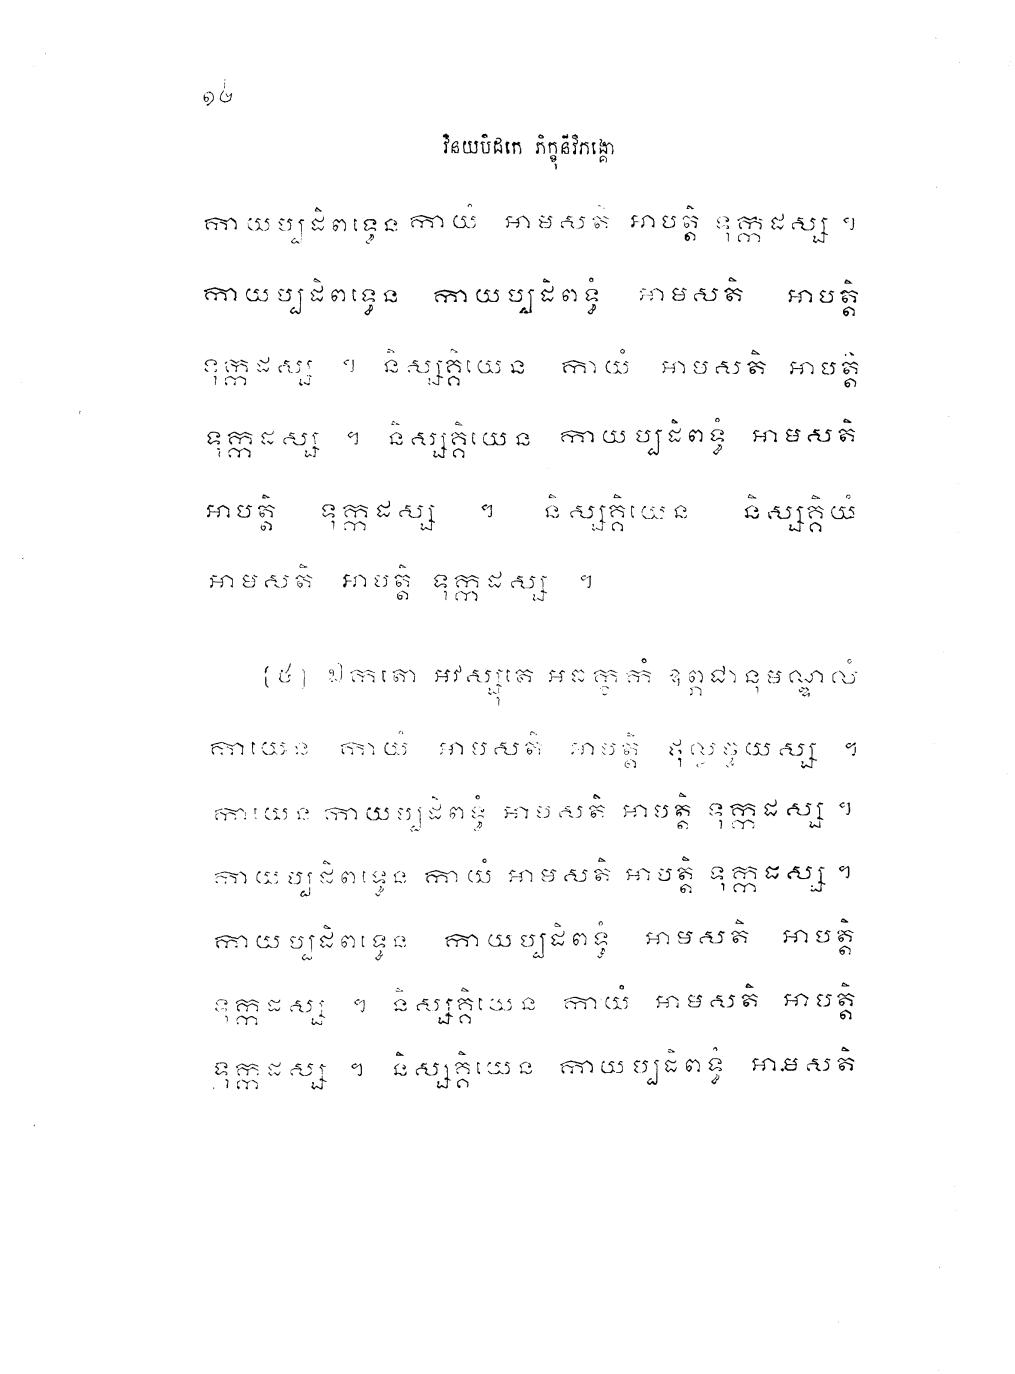 ១៤
វិនយបិដកេ ភិក្ខុនីវិភង្គោ
កាយប្បដិពទ្ធេន កាយំ អាមសតិ អាបត្តិ ទុក្កដស្ស ។
កាយប្បដិពទ្ធេន កាយប្បដិពទ្ធំ អាមសតិ អាបត្តិ
ទុក្កដស្ស ។ និស្សគ្គិយេន កាយំ អាមសតិ អាបត្តិ
ទុក្កដស្ស ។ និស្សគ្គិយេន កាយប្បដិពទ្ធំ អាមសតិ
អាបត្តិ ទុក្កដស្ស ។ និស្សគ្គិយេន និស្សគ្គិយំ
អាមសតិ អាបត្តិ ទុក្កដស្ស ។
ឯកតោ អវស្សុតេ អធក្ខកំ ឧព្ភជានុមណ្ឌលំ
កាយេន កាយំ អាមសតិ អាបត្តិ ថុល្លច្ចយស្ស ។
កាយេន កាយប្បដិពទ្ធំ អាមសតិ អាបត្តិ ទុក្កដស្ស ។
កាយប្បដិពទ្ធេន កាយំ អាមសតិ អាបត្តិ ទុក្កដស្ស ។
កាយប្បដិពទ្ធេន កាយប្បដិពទ្ធំ អាមសតិ អាបត្តិ
ទុក្កដស្ស ។ និស្សគ្គិយេន កាយំ អាមសតិ អាបត្តិ
ទុក្កដស្ស ។ និស្សគ្គិយេន កាយប្បដិពទ្ធំ អាមសតិ